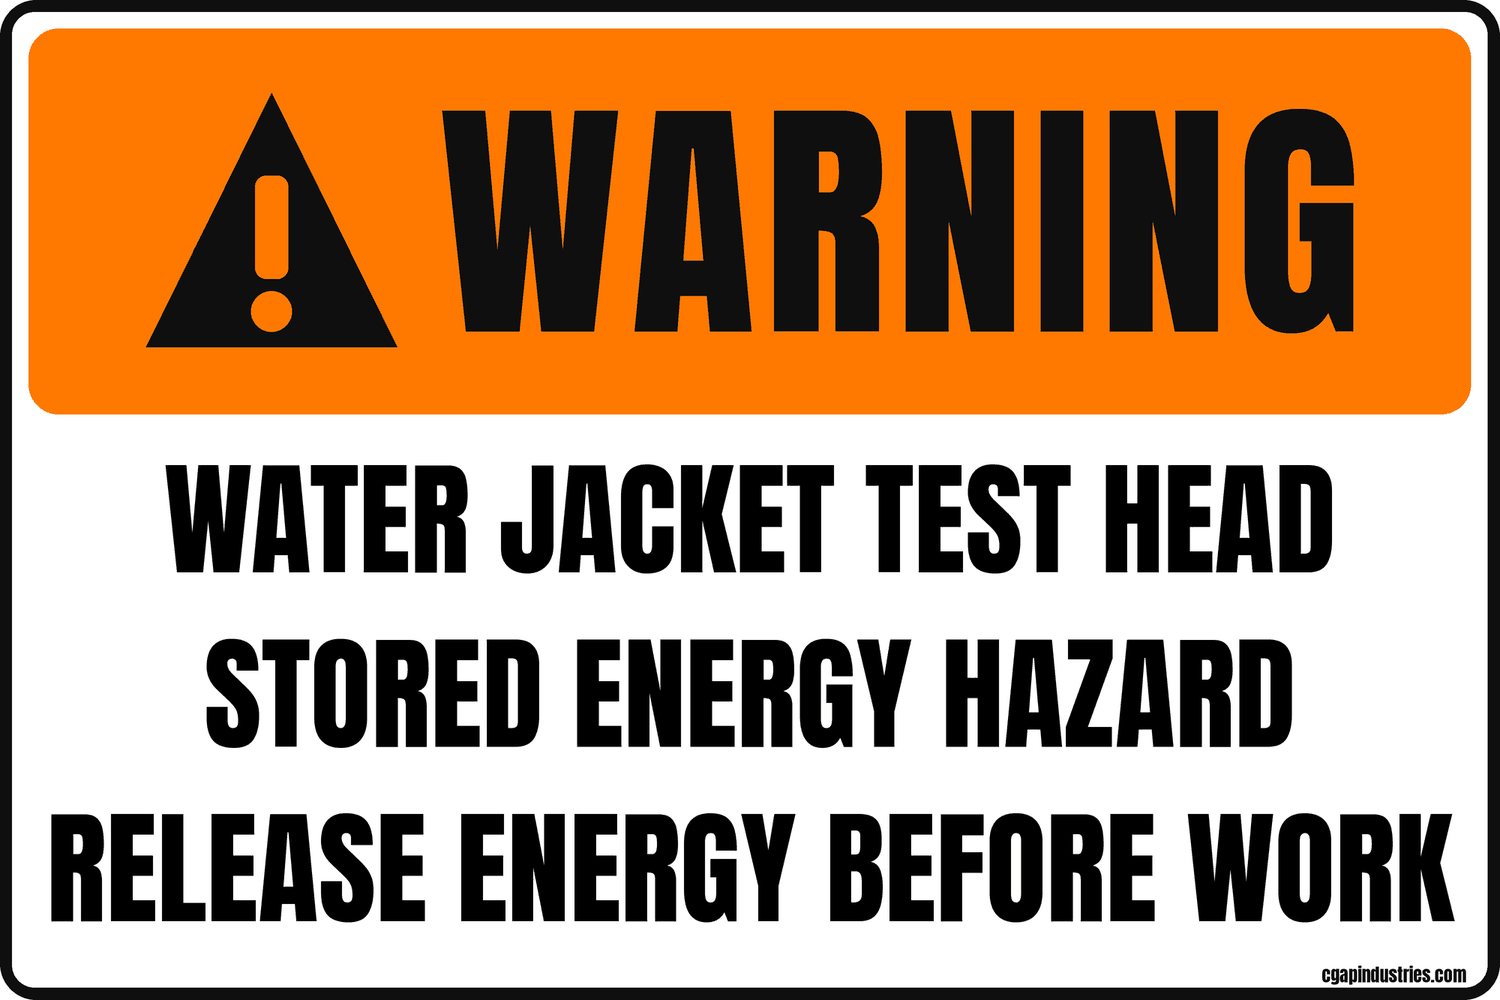 WARNING
WATER JACKET TEST HEAD
STORED ENERGY HAZARD
RELEASE ENERGY BEFORE WORK
cgapindustries.com